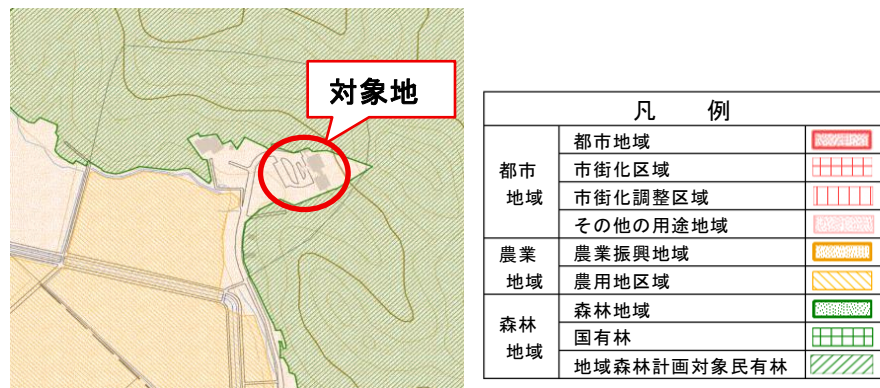 対象地
凡 例
都市地域
都市
地域
市街化区域
市街化調整区域
その他の用途地域
農業
地域
農業振興地域
農用地区域
森林
地域
森林地域
国有林
地域森林計画対象民有林